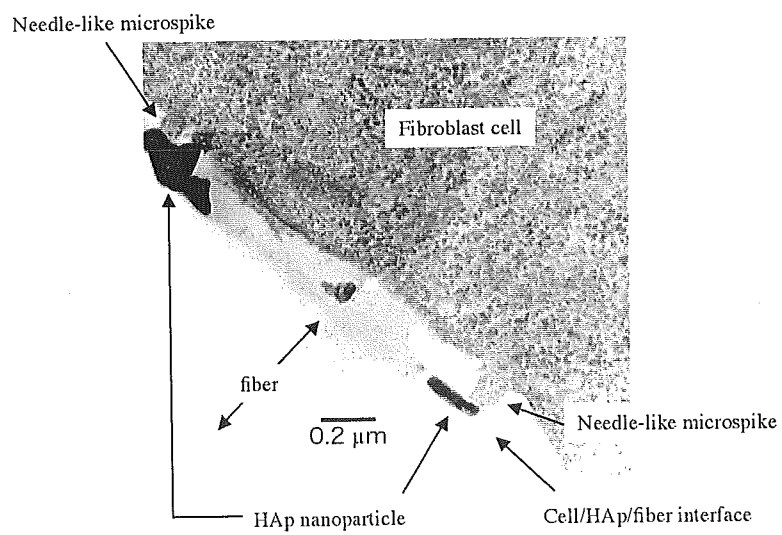 Needle-like microspike
Fibroblast cell
fiber
0.2 μm
Needle-like microspike
HAp nanoparticle
Cell/HAp/fiber interface